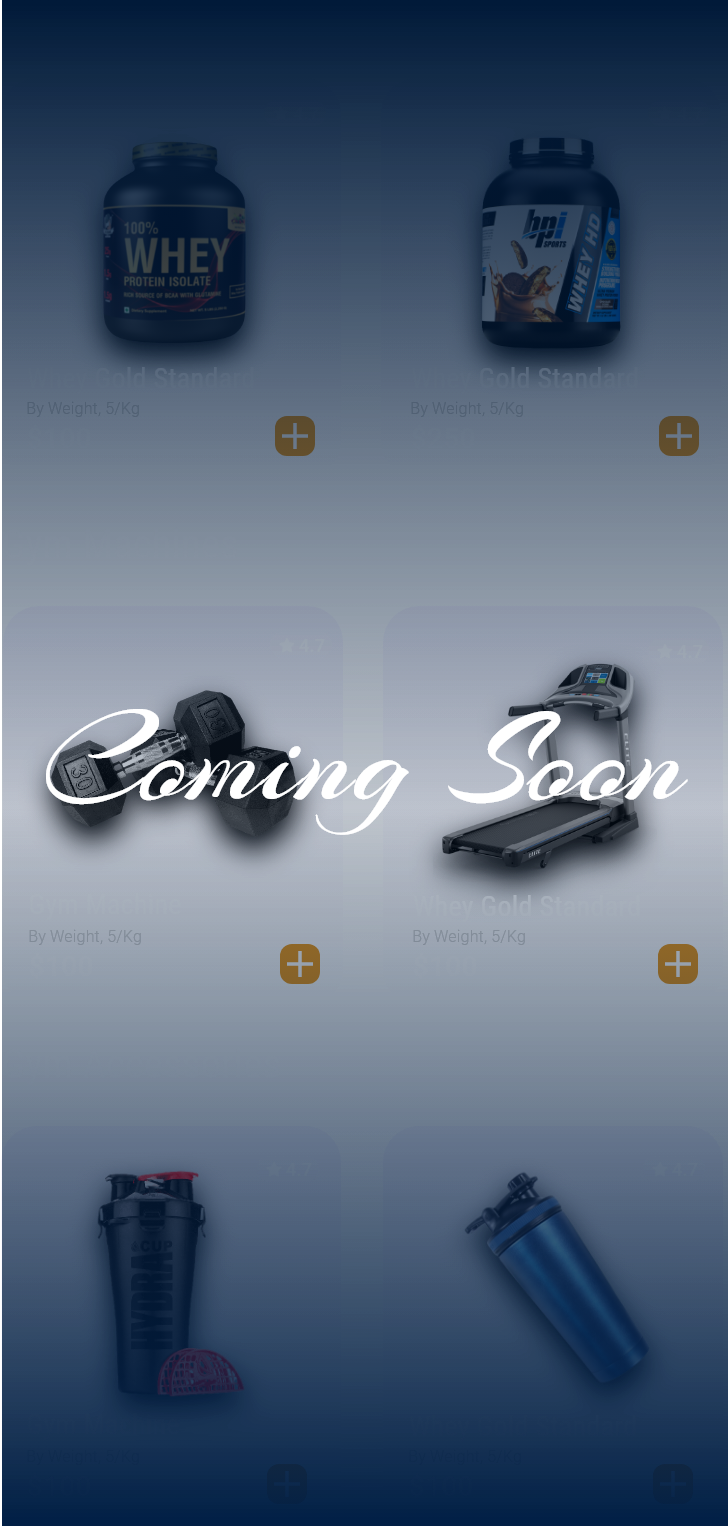 100%
WHEY
PROTEIN ISOLATE
bpi
SPORTS
WHEY HD
Gold Standard
Gold Standard
By Weight, 5/Kg
By Weight, 5/Kg
4.7
4.7
30
Coming Soon
Gym Machine
Whey Gold Standard
By Weight, 5/Kg
By Weight, 5/Kg
4.7
4.7
CUP
HYDRA